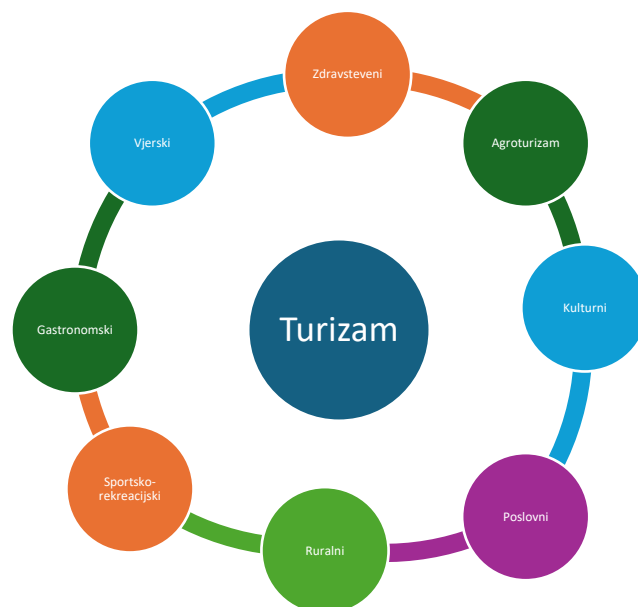 Zdravsteveni
Vjerski
Agroturizam
Kulturni
Turizam
Gastronomski
Sportsko-
rekreacijski
Poslovni
Ruralni